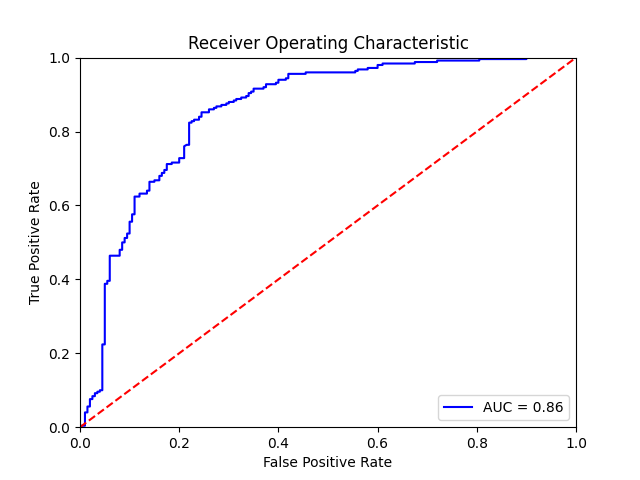 Receiver Operating Characteristic
True Positive Rate
1.0
0.8
0.6
0.4
0.2
0.0
AUC = 0.86
0.0 0.2 0.4 0.6 0.8 1.0
False Positive Rate